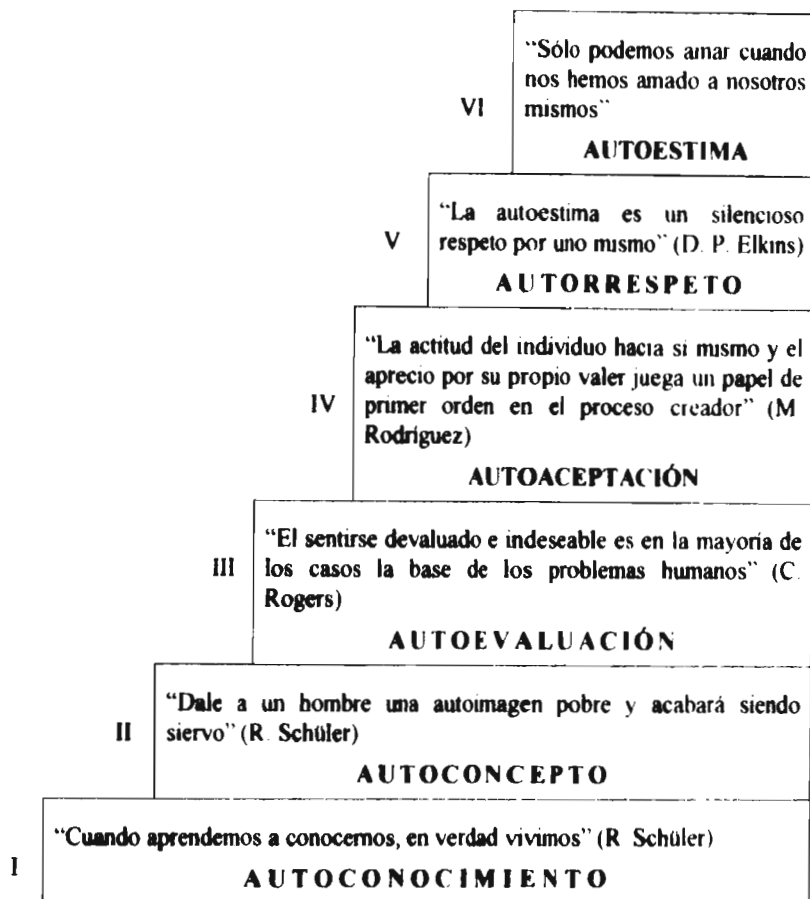 “Sólo podemos amar cuando
nos hemos amado a nosotros
VI mismos”
AUTOESTIMA
“La autoestima es un silencioso
V respeto por uno mismo” (D. P. Elkins)
AUTORRESPETO
“La actitud del individuo hacia si mismo y el
aprecio por su propio valer juega un papel de
IV primer orden en el proceso creador” (M
Rodríguez)
AUTOACEPTACIÓN
“El sentirse devaluado e indeseable es en la mayoría de
III los casos la base de los problemas humanos” (C.
Rogers)
AUTOEVALUACIÓN
“Dale a un hombre una autoimagen pobre y acabará siendo
II siervo” (R. Schüler)
AUTOCONCEPTO
“Cuando aprendemos a conocernos, en verdad vivimos” (R Schüler)
I AUTOCONOCIMIENTO